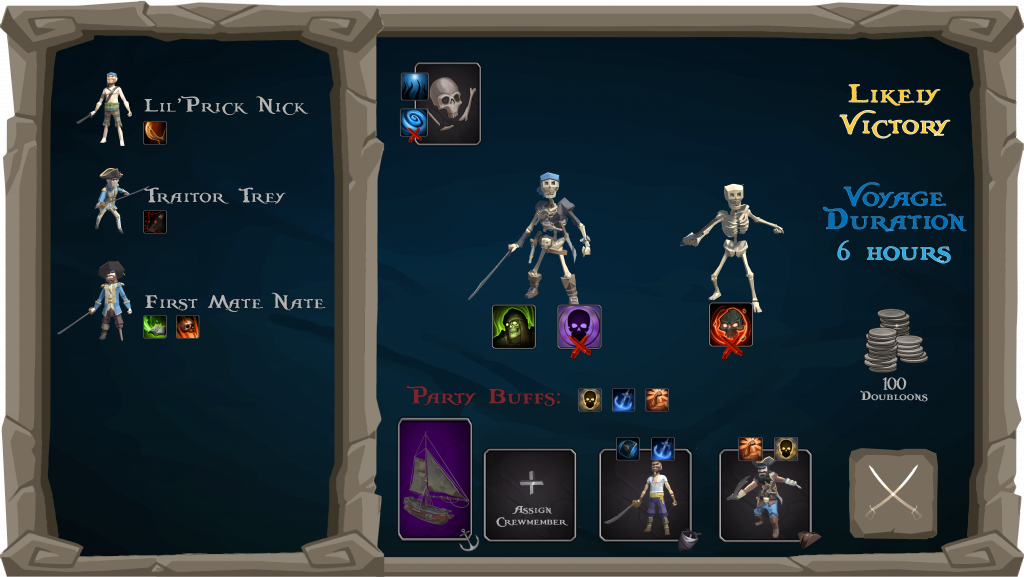 Lil'Prick Nick
Traitor Trey
First Mate Nate
Likely
Victory
Voyage
Duration
6 hours
100
Doubloons
Party Buffs:
Assign
Crewmember